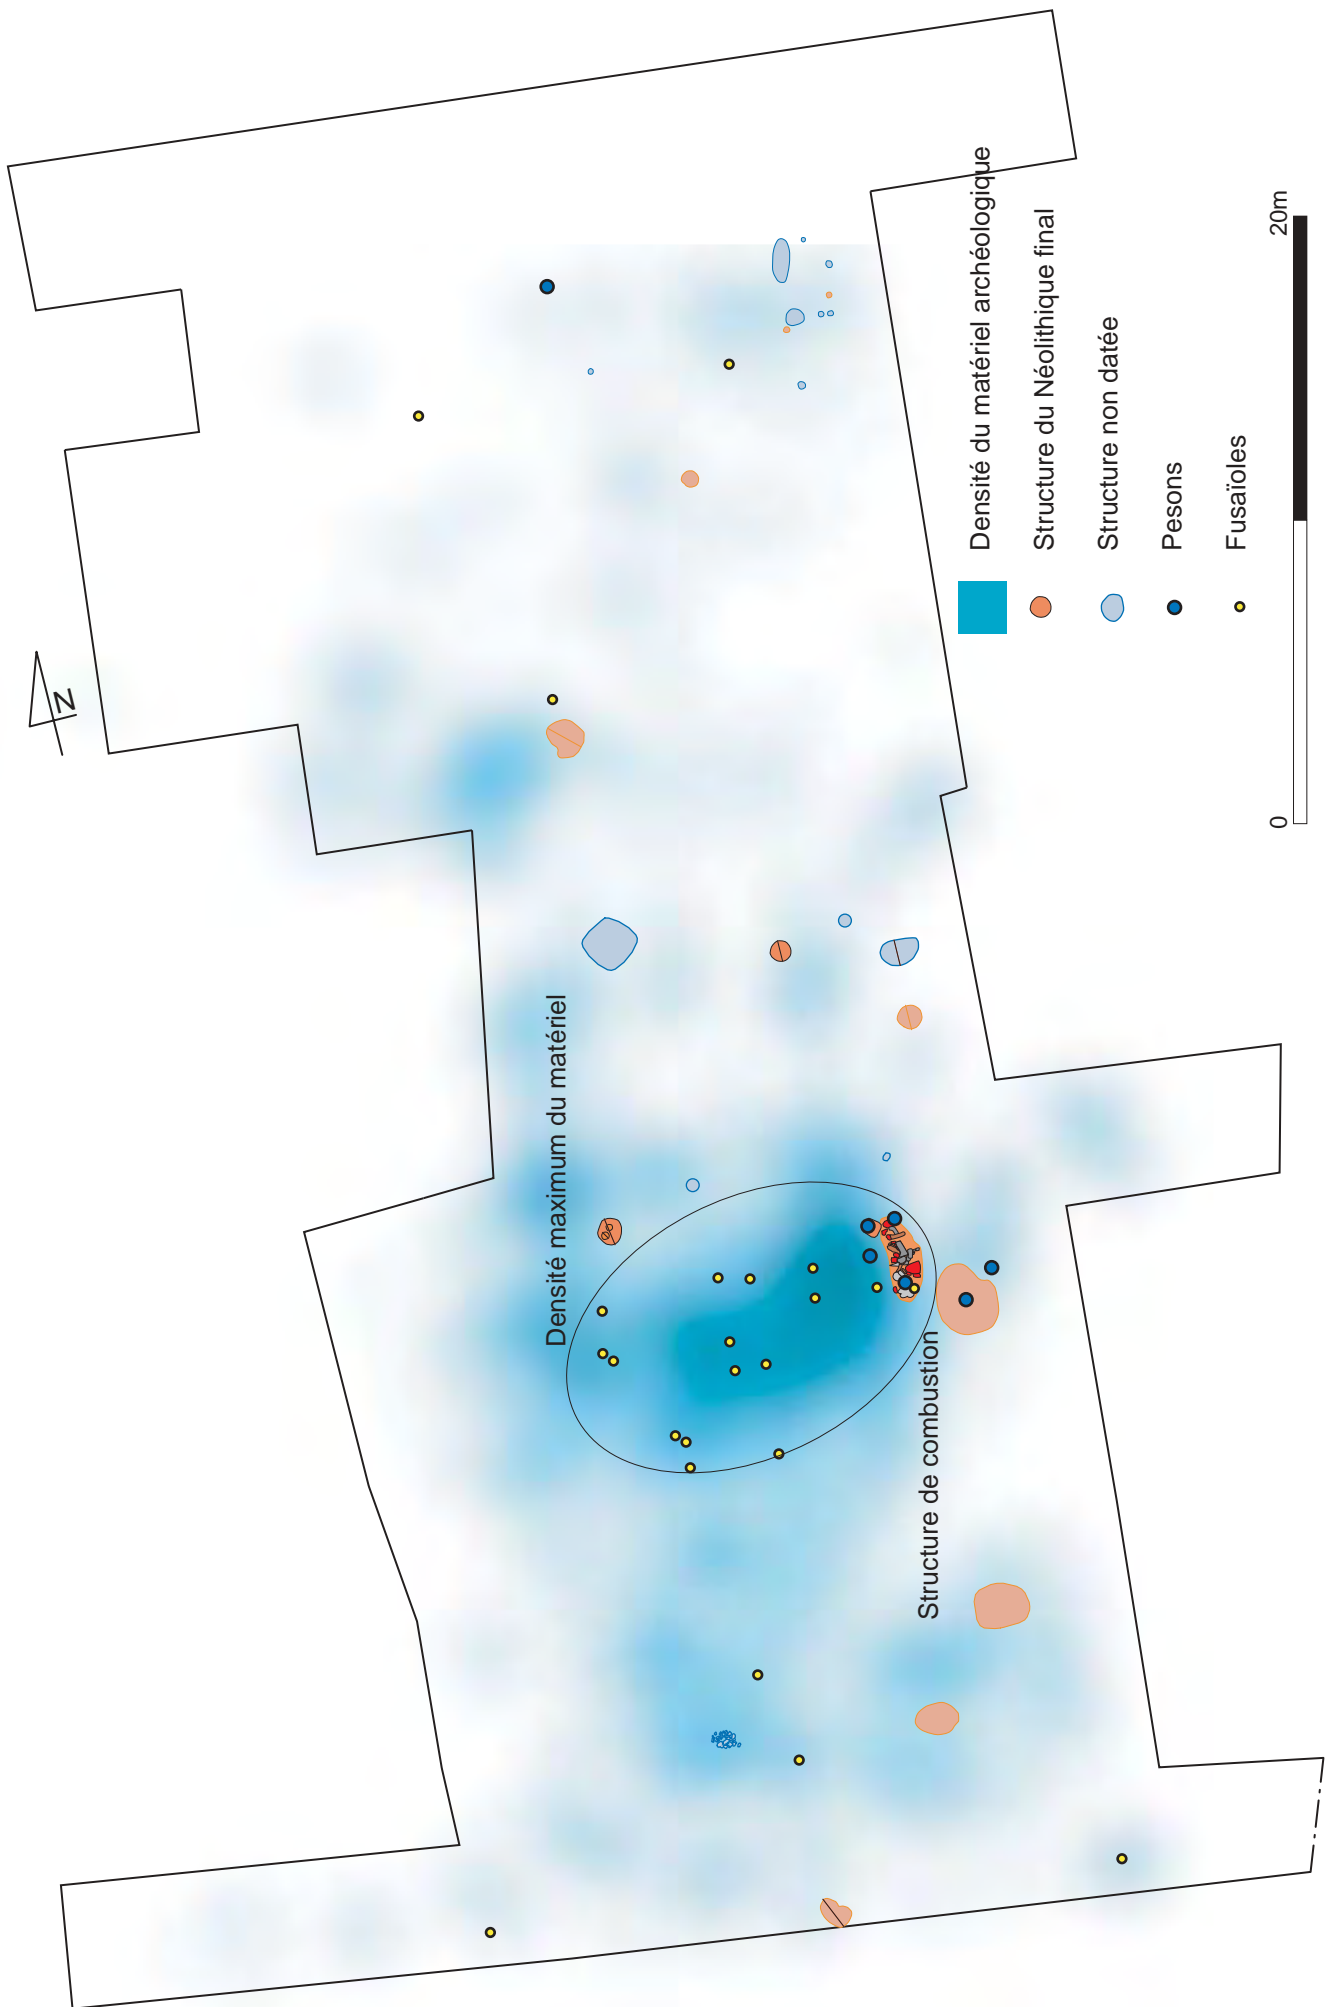 N
Densité maximum du matériel
Structure de combustion
Densité du matériel archéologique
Structure du Néolithique final
Structure non datée
Pesons
Fusaïoles
0
20m